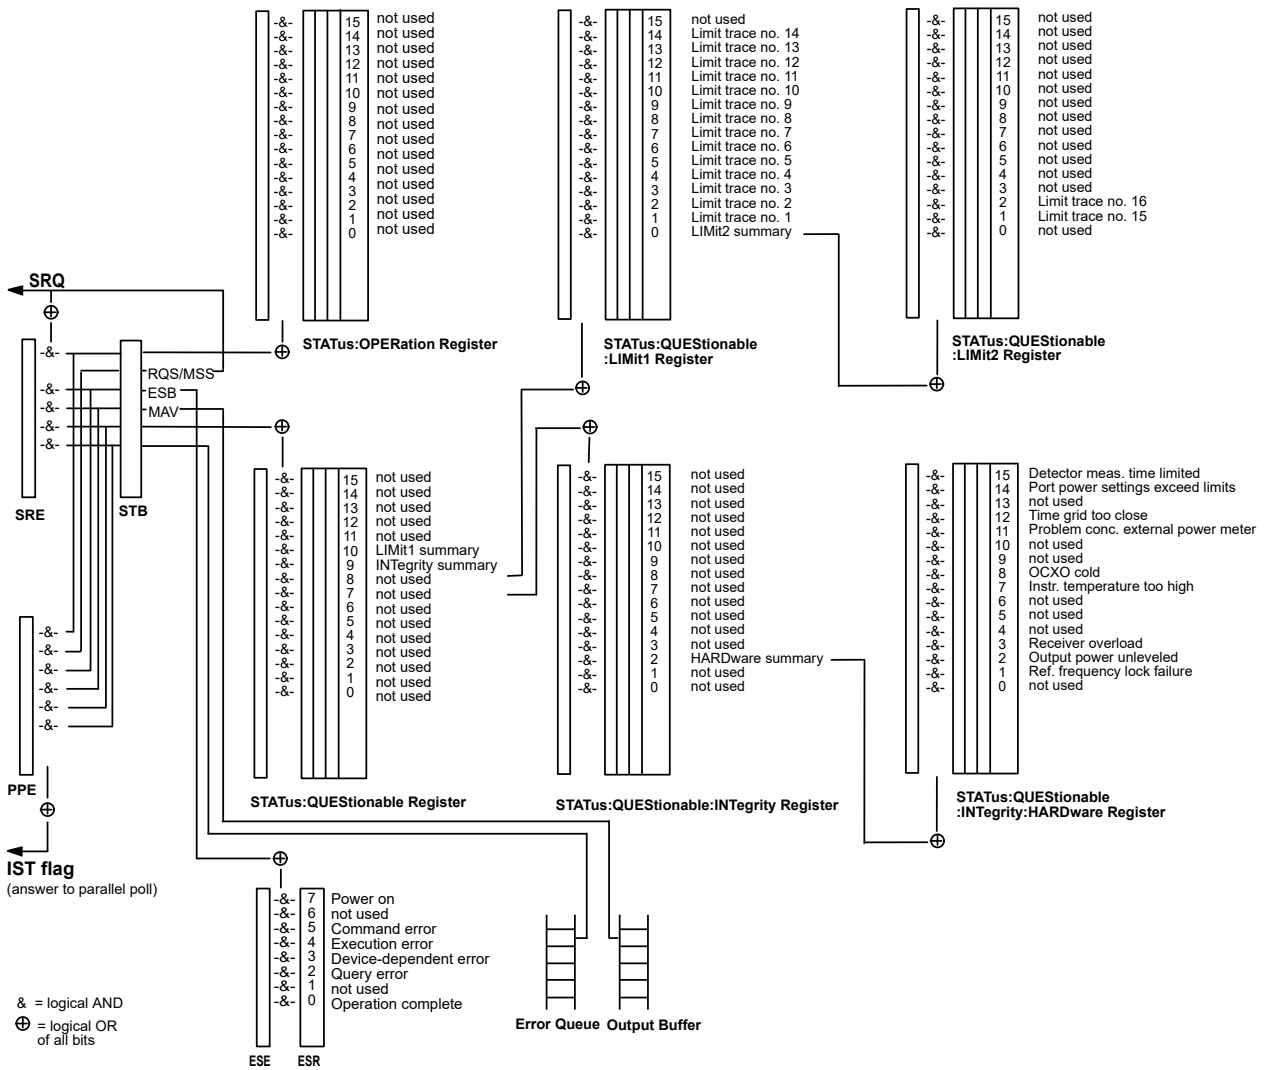 -&- 15 not used
-&- 14 not used
-&- 13 not used
-&- 12 not used
-&- 11 not used
-&- 10 not used
-&- 9 not used
-&- 8 not used
-&- 7 not used
-&- 6 not used
-&- 5 not used
-&- 4 not used
-&- 3 not used
-&- 2 not used
-&- 1 not used
-&- 0
STATus:OPERation Register
-&- 15 not used
-&- 14 Limit trace no. 14
-&- 13 Limit trace no. 13
-&- 12 Limit trace no. 12
-&- 11 Limit trace no. 11
-&- 10 Limit trace no. 10
-&- 9 Limit trace no. 9
-&- 8 Limit trace no. 8
-&- 7 Limit trace no. 7
-&- 6 Limit trace no. 6
-&- 5 Limit trace no. 5
-&- 4 Limit trace no. 4
-&- 3 Limit trace no. 3
-&- 2 Limit trace no. 2
-&- 1 Limit trace no. 1
-&- 0 LIMit2 summary
STATus:QUEStionable
:LIMit1 Register
-&- 15 not used
-&- 14 not used
-&- 13 not used
-&- 12 not used
-&- 11 not used
-&- 10 not used
-&- 9 not used
-&- 8 not used
-&- 7 not used
-&- 6 not used
-&- 5 not used
-&- 4 not used
-&- 3 not used
-&- 2 Limit trace no. 16
-&- 1 Limit trace no. 15
-&- 0 not used
STATus:QUEStionable
:LIMit2 Register
SRQ
-&-
-&-
-&-
-&-
-&-
RQS/MSS
ESB
MAV
SRE
STB
-&- 15 not used
-&- 14 not used
-&- 13 not used
-&- 12 not used
-&- 11 not used
-&- 10 LIMit1 summary
-&- 9 INTegrity summary
-&- 8 not used
-&- 7 not used
-&- 6 not used
-&- 5 not used
-&- 4 not used
-&- 3 not used
-&- 2 not used
-&- 1 not used
-&- 0 not used
STATus:QUEStionable Register
-&- 15 not used
-&- 14 not used
-&- 13 not used
-&- 12 not used
-&- 11 not used
-&- 10 not used
-&- 9 not used
-&- 8 not used
-&- 7 not used
-&- 6 not used
-&- 5 not used
-&- 4 not used
-&- 3 not used
-&- 2 HARDware summary
-&- 1 not used
-&- 0 not used
STATus:QUEStionable:INTegrity Register
-&- 15 Detector meas. time limited
-&- 14 Port power settings exceed limits
-&- 13 not used
-&- 12 Time grid too close
-&- 11 Problem conc. external power meter
-&- 10 not used
-&- 9 not used
-&- 8 OCXO cold
-&- 7 Instr. temperature too high
-&- 6 not used
-&- 5 not used
-&- 4 not used
-&- 3 Receiver overload
-&- 2 Output power unleveled
-&- 1 Ref. frequency lock failure
-&- 0 not used
STATus:QUEStionable
:INTegrity:HARDware Register
-&-
-&-
-&-
-&-
-&-
-&-
PPE
IST flag
(answer to parallel poll)
-&- 7 Power on
-&- 6 not used
-&- 5 Command error
-&- 4 Execution error
-&- 3 Device-dependent error
-&- 2 Query error
-&- 1 not used
-&- 0 Operation complete
ESE ESR
Error Queue Output Buffer
& = logical AND
⊕ = logical OR
of all bits